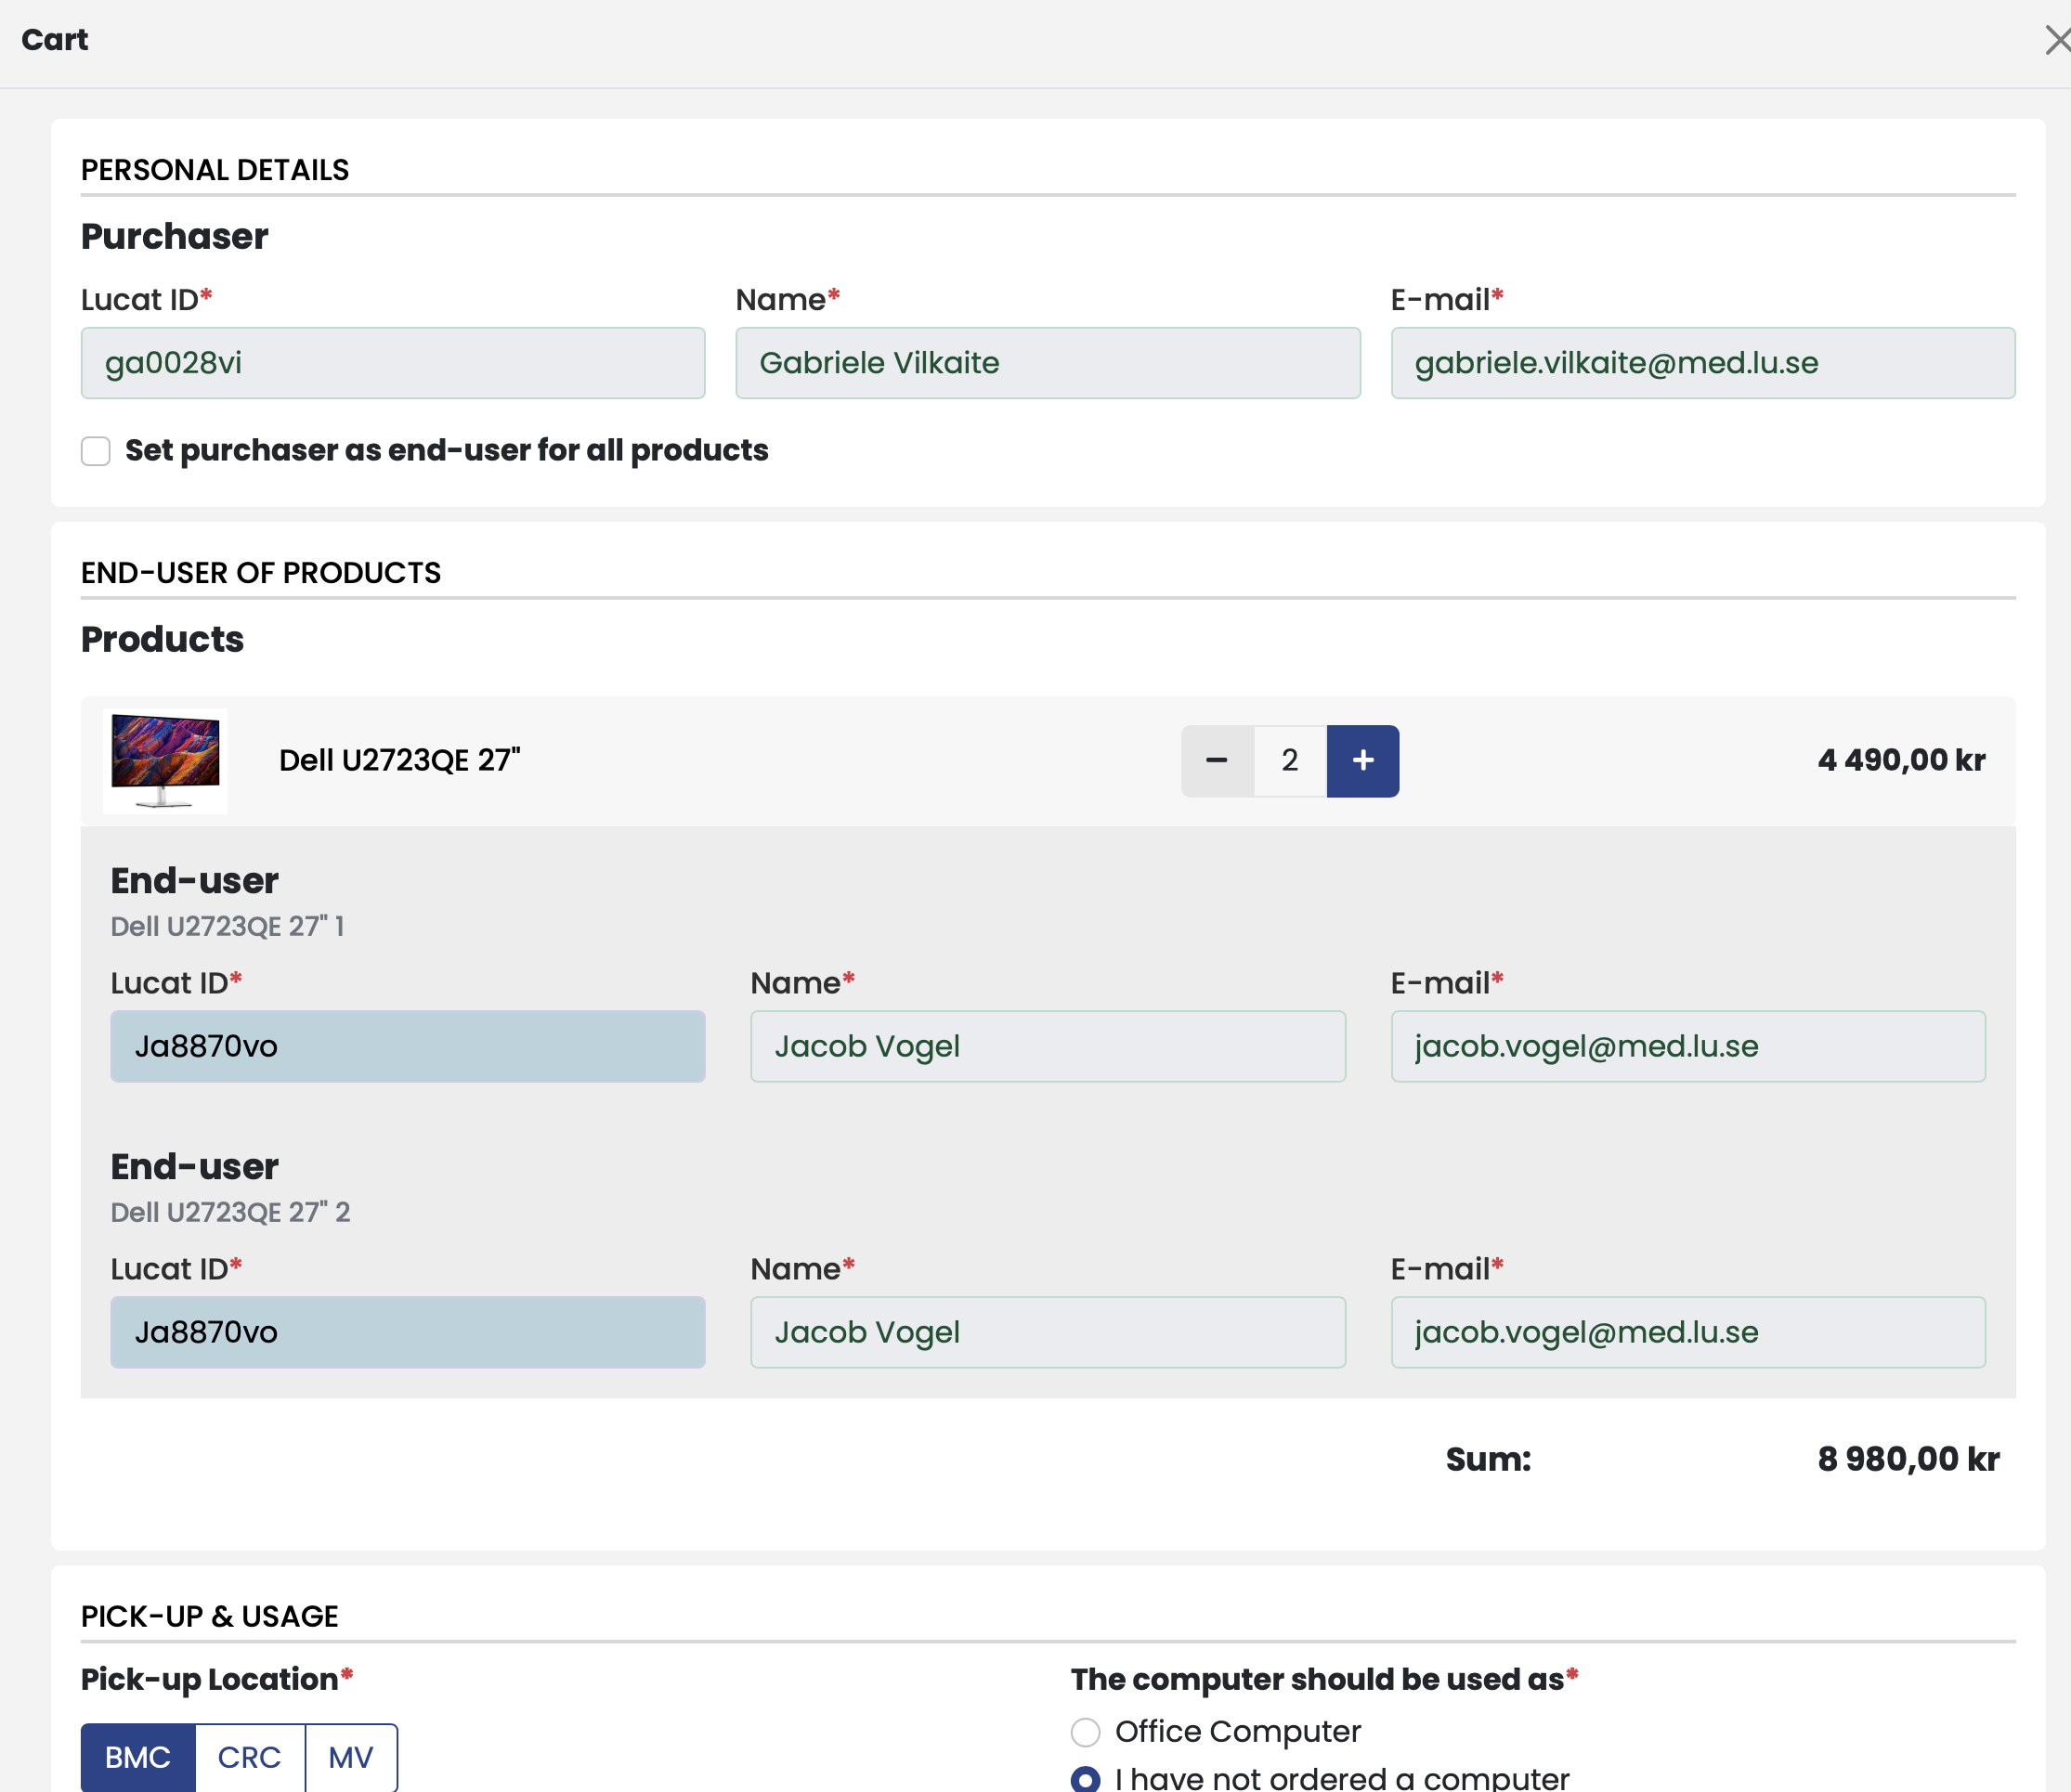 Cart
PERSONAL DETAILS
Purchaser
Lucat ID* Name* E-mail*
ga0028vi Gabriele Vilkaite gabriele.vilkaite@med.lu.se
Set purchaser as end-user for all products
END-USER OF PRODUCTS
Products
Dell U2723QE 27" − 2 + 4 490,00 kr
End-user
Dell U2723QE 27" 1
Lucat ID* Name* E-mail*
Ja8870vo Jacob Vogel jacob.vogel@med.lu.se
End-user
Dell U2723QE 27" 2
Lucat ID* Name* E-mail*
Ja8870vo Jacob Vogel jacob.vogel@med.lu.se
Sum: 8 980,00 kr
PICK-UP & USAGE
Pick-up Location* The computer should be used as*
Office Computer
BMC CRC MV
I have not ordered a computer